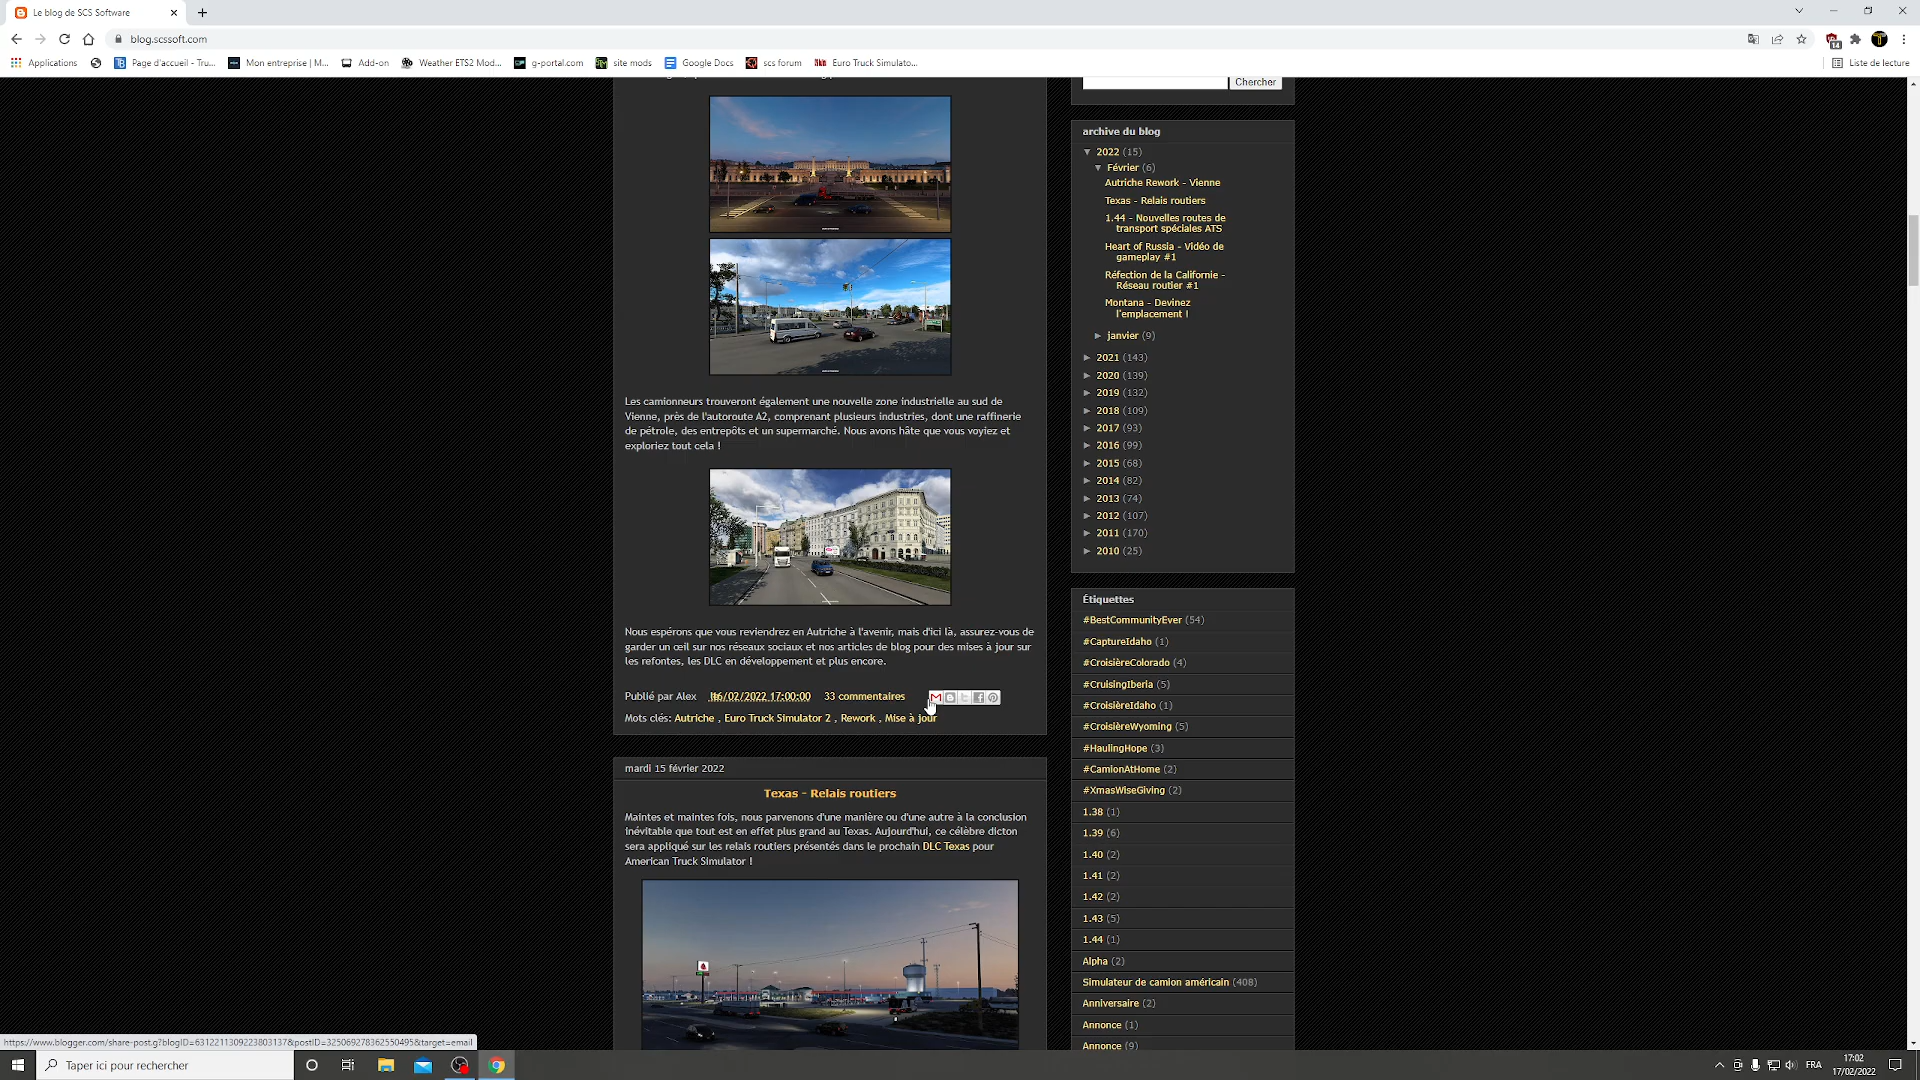 Le blog de SCS Software
blog.scssoft.com
14
Applications
Page d'accueil - Tru...
Mon entreprise | M...
Add-on
Weather ETS2 Mod...
g-portal.com
site mods
Google Docs
scs forum
Euro Truck Simulato...
Liste de lecture
Les camionneurs trouveront également une nouvelle zone industrielle au sud de
Vienne, près de l'autoroute A2, comprenant plusieurs industries, dont une raffinerie
de pétrole, des entrepôts et un supermarché. Nous avons hâte que vous voyiez et
exploriez tout cela !
Nous espérons que vous reviendrez en Autriche à l'avenir, mais d'ici là, assurez-vous de
garder un œil sur nos réseaux sociaux et nos articles de blog pour des mises à jour sur
les refontes, les DLC en développement et plus encore.
Publié par Alex
16/02/2022 17:00:00
33 commentaires
Mots clés: Autriche , Euro Truck Simulator 2 , Rework , Mise à jour
mardi 15 février 2022
Texas - Relais routiers
Maintes et maintes fois, nous parvenons d'une manière ou d'une autre à la conclusion
inévitable que tout est en effet plus grand au Texas. Aujourd'hui, ce célèbre dicton
sera appliqué sur les relais routiers présentés dans le prochain DLC Texas pour
American Truck Simulator !
Chercher
archive du blog
▼ 2022 (15)
▼ Février (6)
Autriche Rework - Vienne
Texas - Relais routiers
1.44 - Nouvelles routes de
transport spéciales ATS
Heart of Russia - Vidéo de
gameplay #1
Réfection de la Californie -
Réseau routier #1
Montana - Devinez
l'emplacement !
► janvier (9)
► 2021 (143)
► 2020 (139)
► 2019 (132)
► 2018 (109)
► 2017 (93)
► 2016 (99)
► 2015 (68)
► 2014 (82)
► 2013 (74)
► 2012 (107)
► 2011 (170)
► 2010 (25)
Étiquettes
#BestCommunityEver (54)
#CaptureIdaho (1)
#CroisièreColorado (4)
#CruisingIberia (5)
#CroisièreIdaho (1)
#CroisièreWyoming (5)
#HaulingHope (3)
#CamionAtHome (2)
#XmasWiseGiving (2)
1.38 (1)
1.39 (6)
1.40 (2)
1.41 (2)
1.42 (2)
1.43 (5)
1.44 (1)
Alpha (2)
Simulateur de camion américain (408)
Anniversaire (2)
Annonce (1)
Annonce (9)
https://www.blogger.com/share-post.g?blogID=6312211309223803137&postID=325069278362550495&target=email
Taper ici pour rechercher
FRA
17:02
17/02/2022